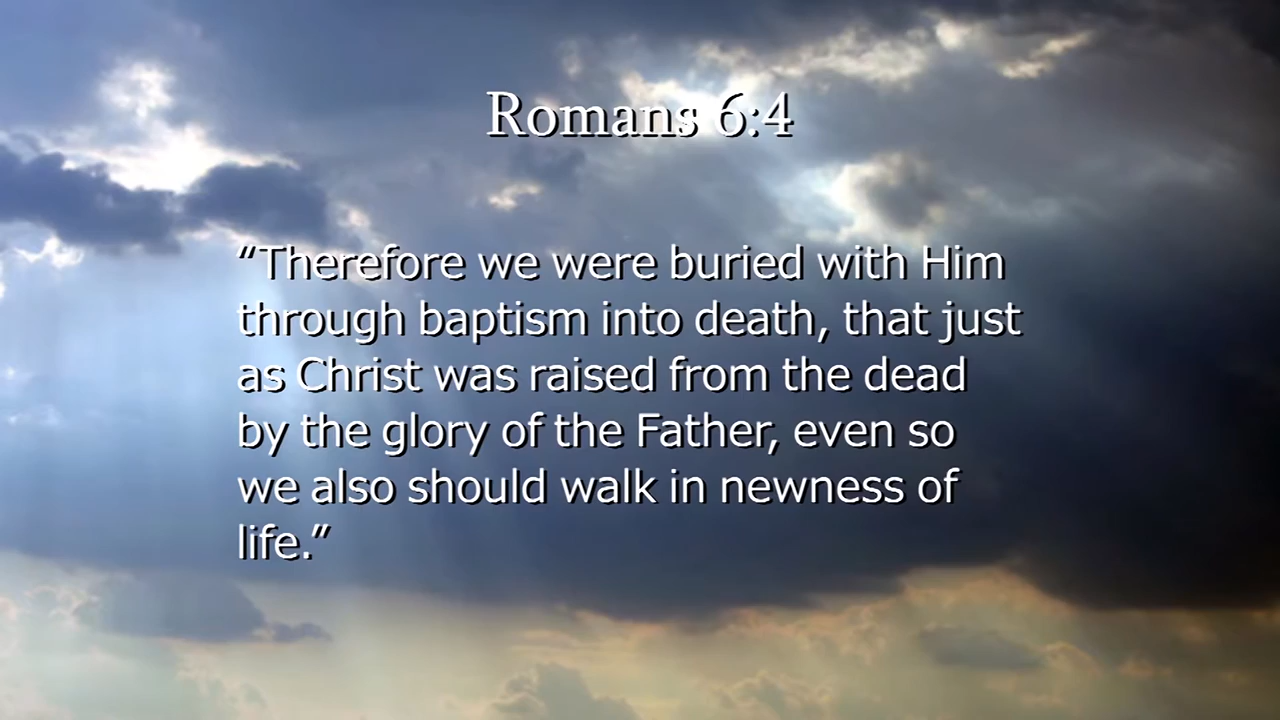 Romans 6:4
“Therefore we were buried with Him
through baptism into death, that just
as Christ was raised from the dead
by the glory of the Father, even so
we also should walk in newness of
life.”